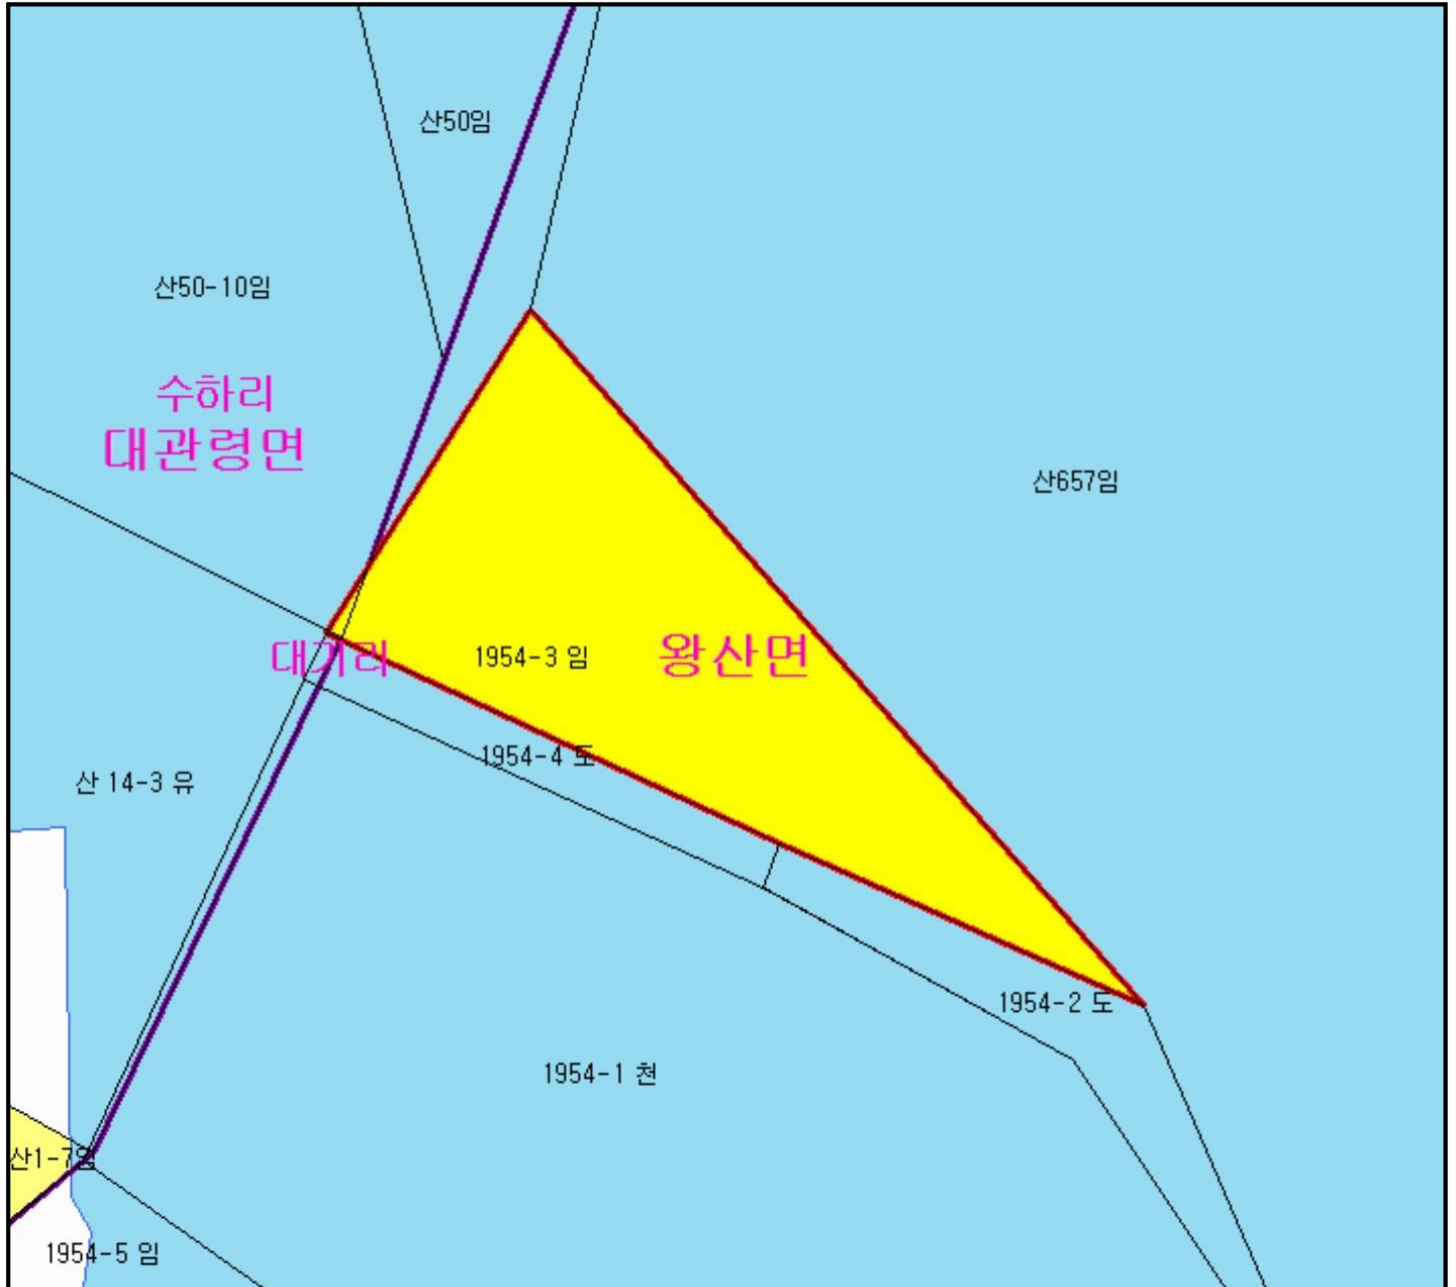 산50임
산50-10임
수하리
대관령면
산657임
대기리
1954-3 임
왕산면
1954-4 도
산 14-3 유
1954-2 도
1954-1 천
산1-7임
1954-5 임